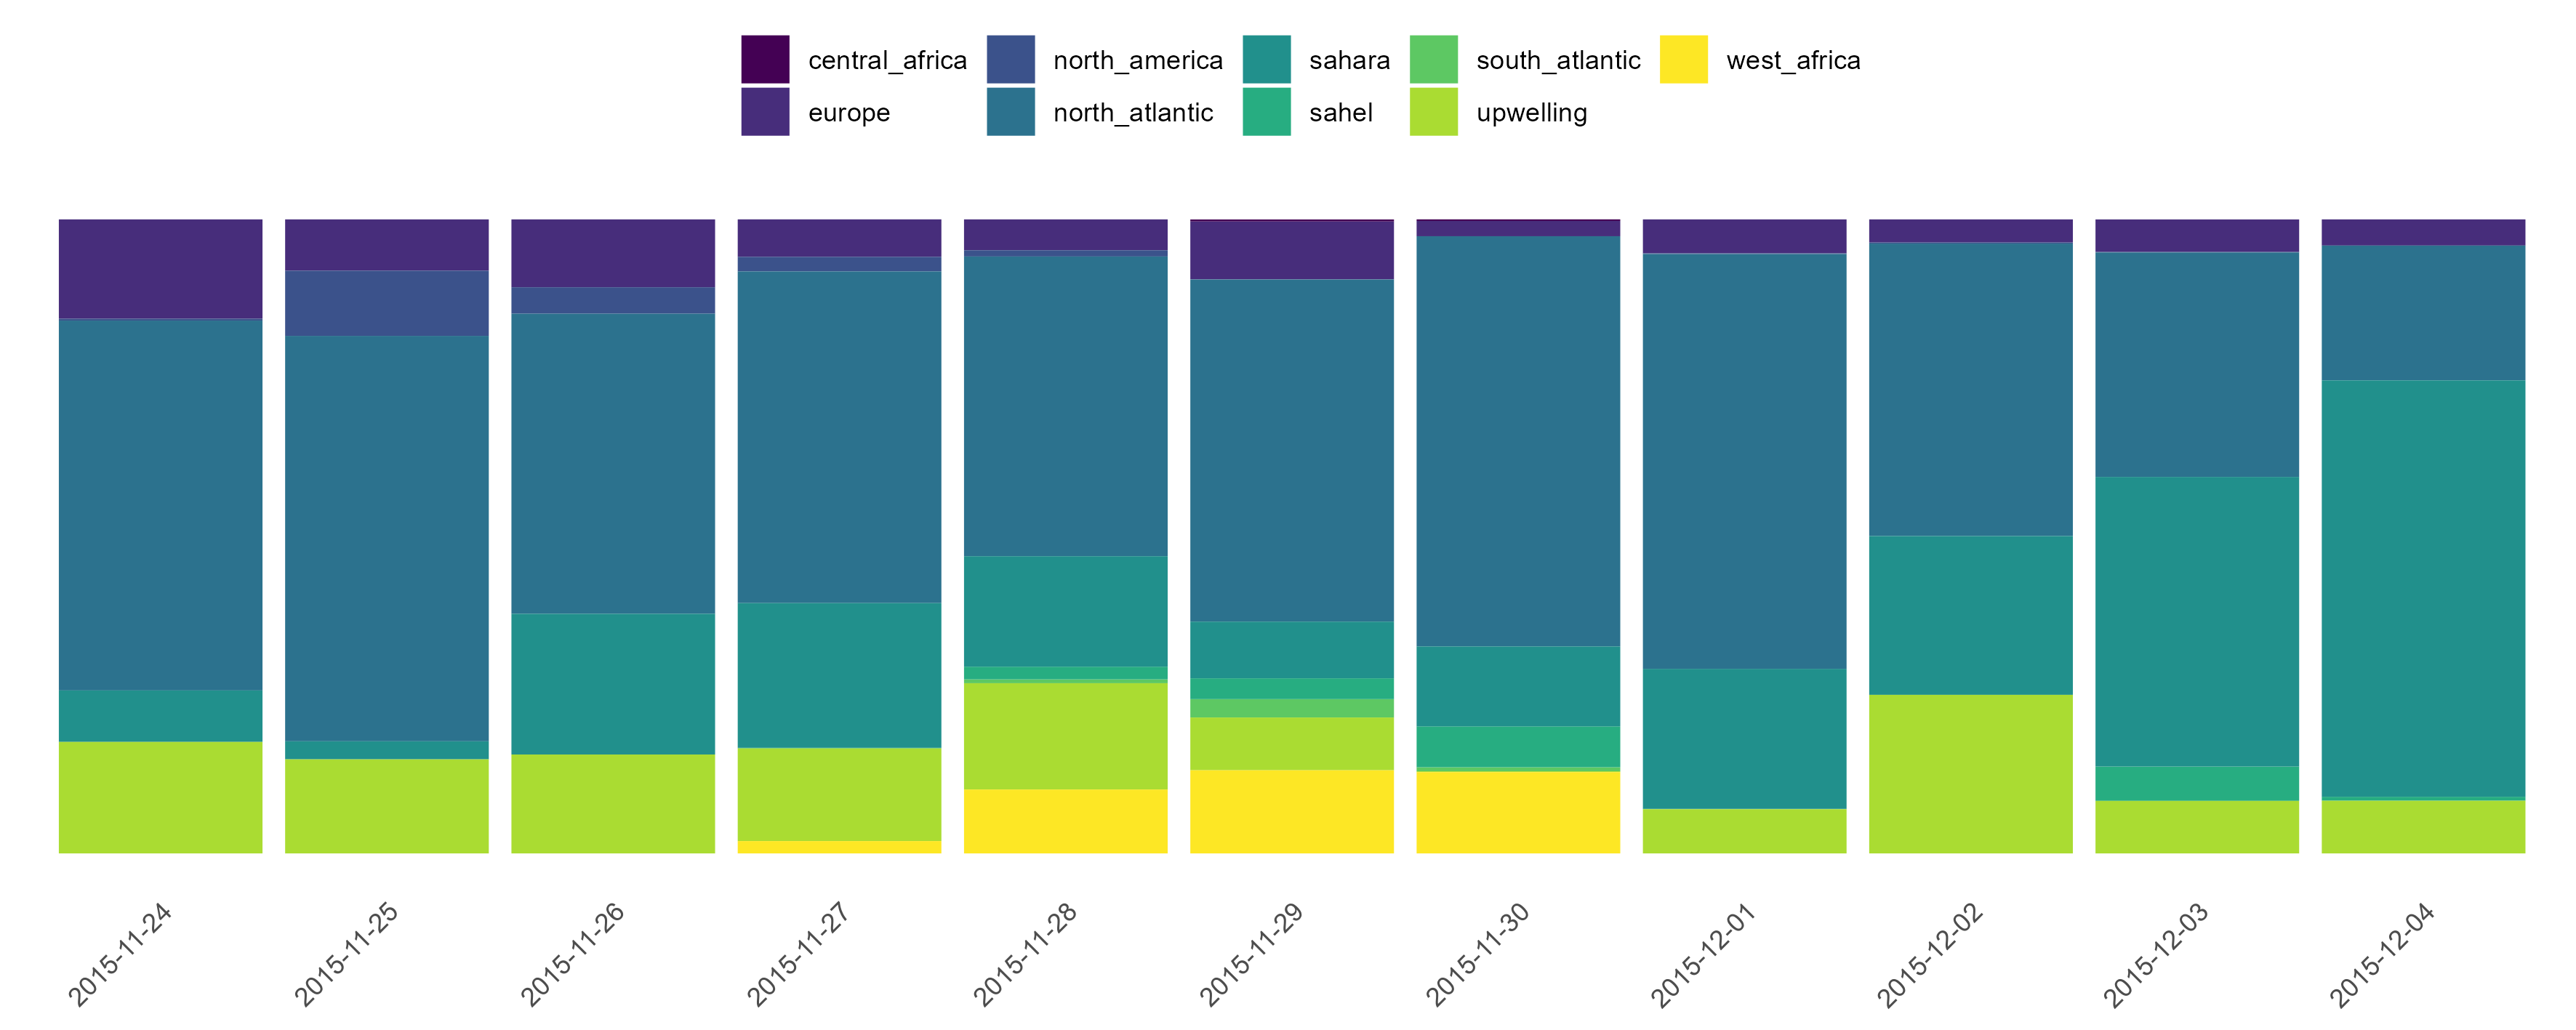 central_africa north_america sahara south_atlantic west_africa
europe north_atlantic sahel upwelling
2015-11-24 2015-11-25 2015-11-26 2015-11-27 2015-11-28 2015-11-29 2015-11-30 2015-12-01 2015-12-02 2015-12-03 2015-12-04